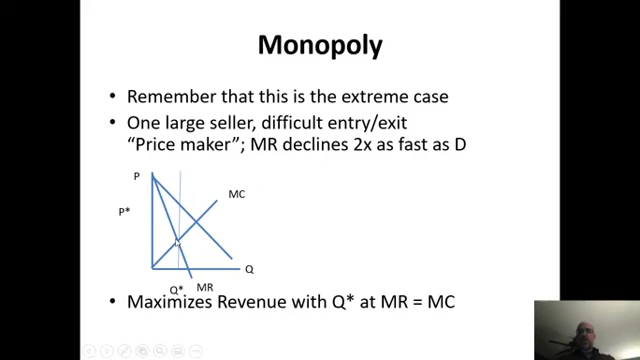 Monopoly
• Remember that this is the extreme case
• One large seller, difficult entry/exit
“Price maker”; MR declines 2x as fast as D
P
MC
P*
Q
Q* MR
• Maximizes Revenue with Q* at MR = MC